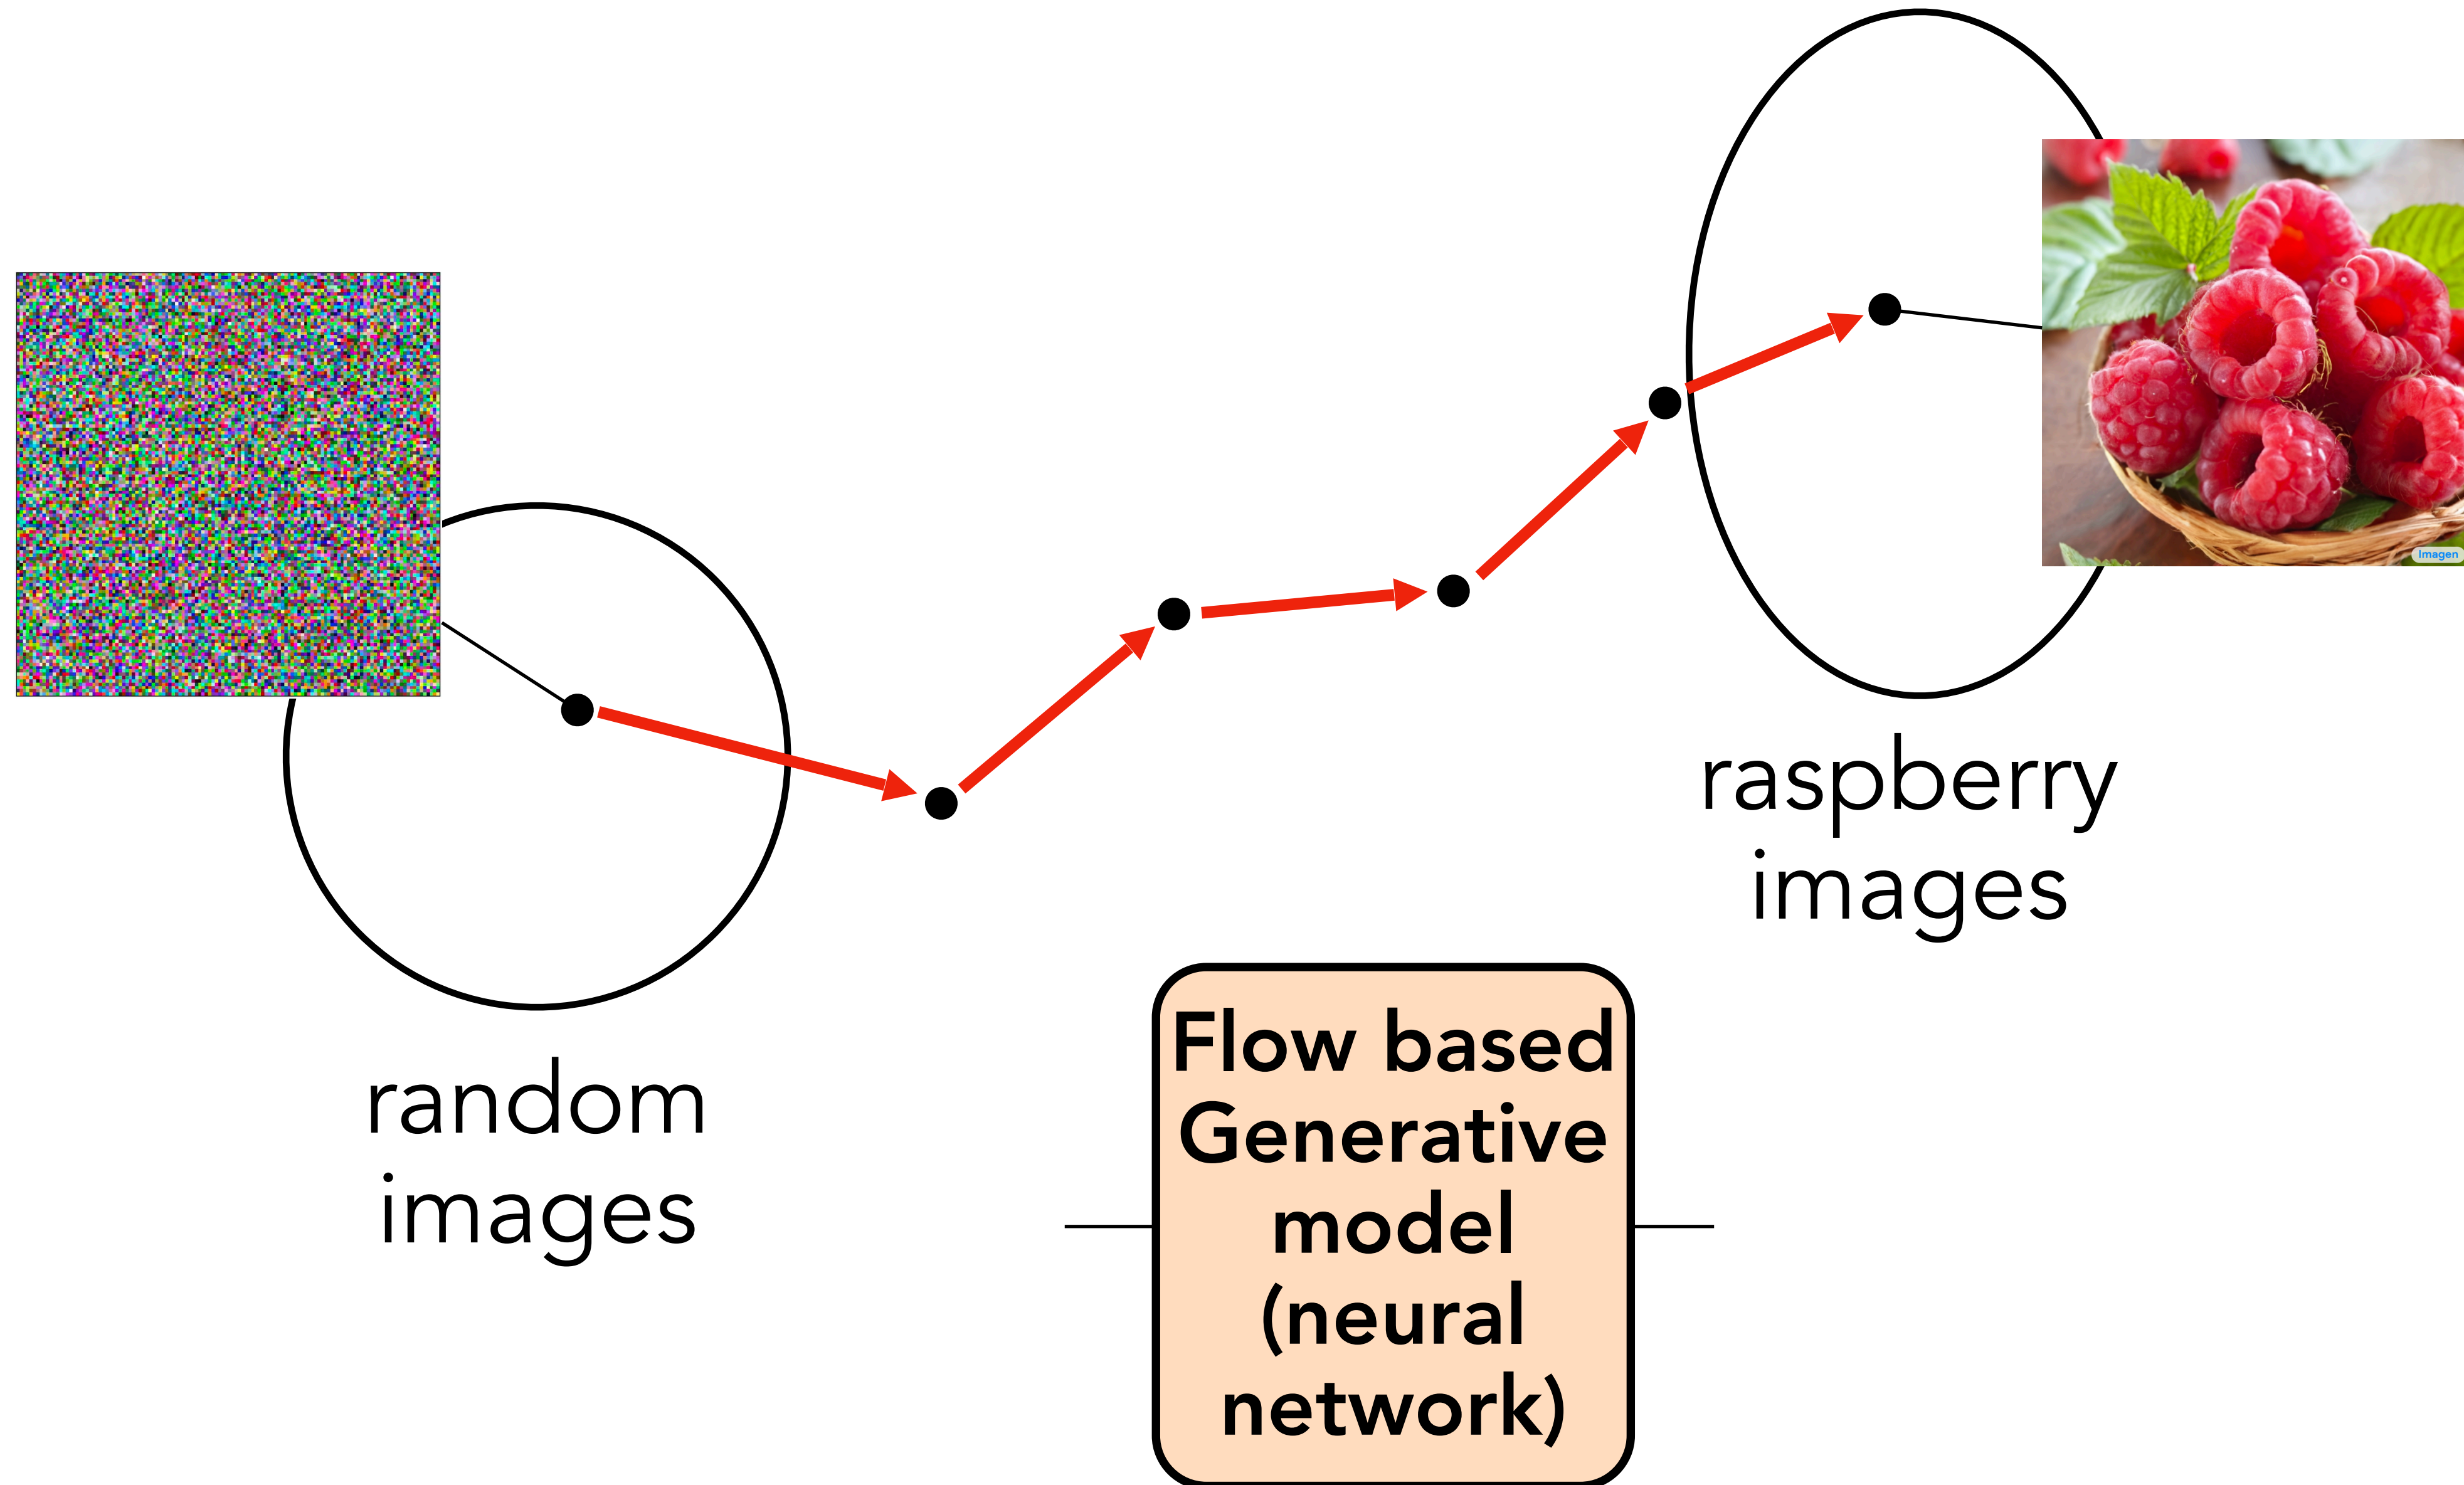 Imagen
raspberry
images
random
images
Flow based
Generative
model
(neural
network)